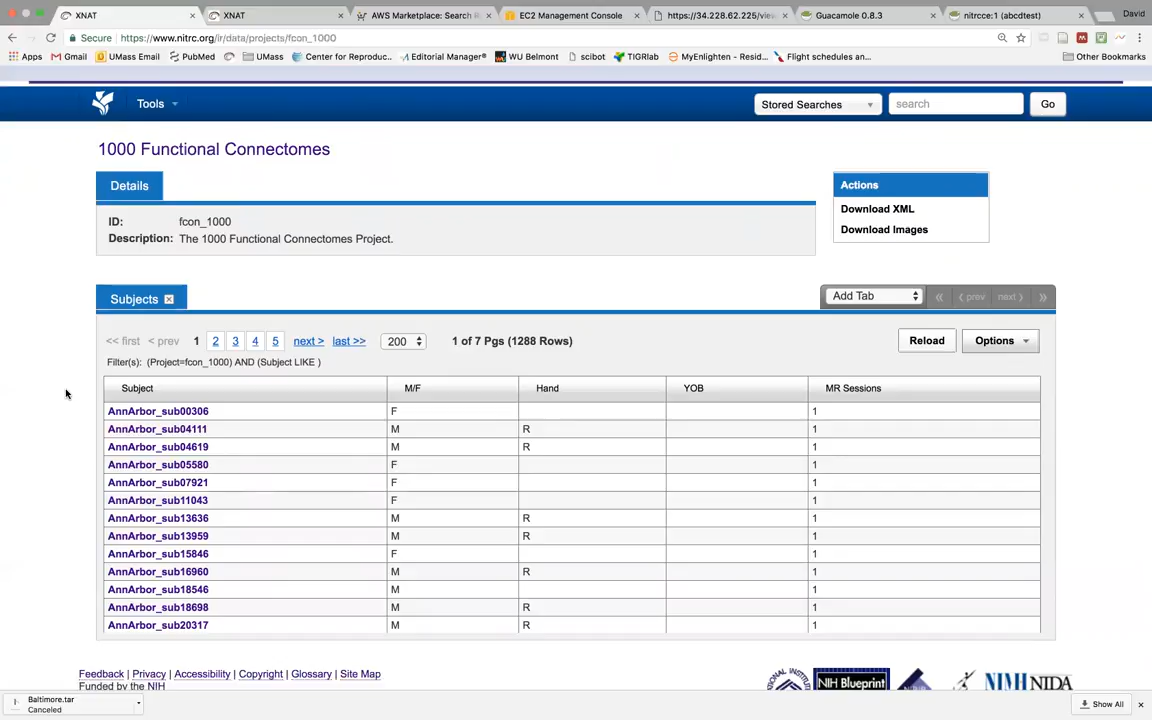 XNAT
XNAT
AWS Marketplace: Search R
EC2 Management Console
https://34.228.62.225/view
Guacamole 0.8.3
nitrcce:1 (abcdtest)
David
Secure
https://www.nitrc.org/ir/data/projects/fcon_1000
Apps
Gmail
UMass Email
PubMed
UMass
Center for Reproduc..
Editorial Manager®
WU Belmont
scibot
TIGRlab
MyEnlighten - Resid...
Flight schedules an...
Other Bookmarks
Tools
Stored Searches
search
Go
1000 Functional Connectomes
Details
ID: fcon_1000
Description: The 1000 Functional Connectomes Project.
Actions
Download XML
Download Images
Subjects
Add Tab
« ‹ prev next › »
<< first < prev 1 2 3 4 5 next > last >> 200 1 of 7 Pgs (1288 Rows)
Reload
Options
Filter(s): (Project=fcon_1000) AND (Subject LIKE )
Subject M/F Hand YOB MR Sessions
AnnArbor_sub00306 F 1
AnnArbor_sub04111 M R 1
AnnArbor_sub04619 M R 1
AnnArbor_sub05580 F 1
AnnArbor_sub07921 F 1
AnnArbor_sub11043 F 1
AnnArbor_sub13636 M R 1
AnnArbor_sub13959 M R 1
AnnArbor_sub15846 F 1
AnnArbor_sub16960 M R 1
AnnArbor_sub18546 M 1
AnnArbor_sub18698 M R 1
AnnArbor_sub20317 M R 1
Feedback | Privacy | Accessibility | Copyright | Glossary | Site Map
Funded by the NIH
NIH Blueprint
NIMH
NIDA
Baltimore.tar
Canceled
Show All